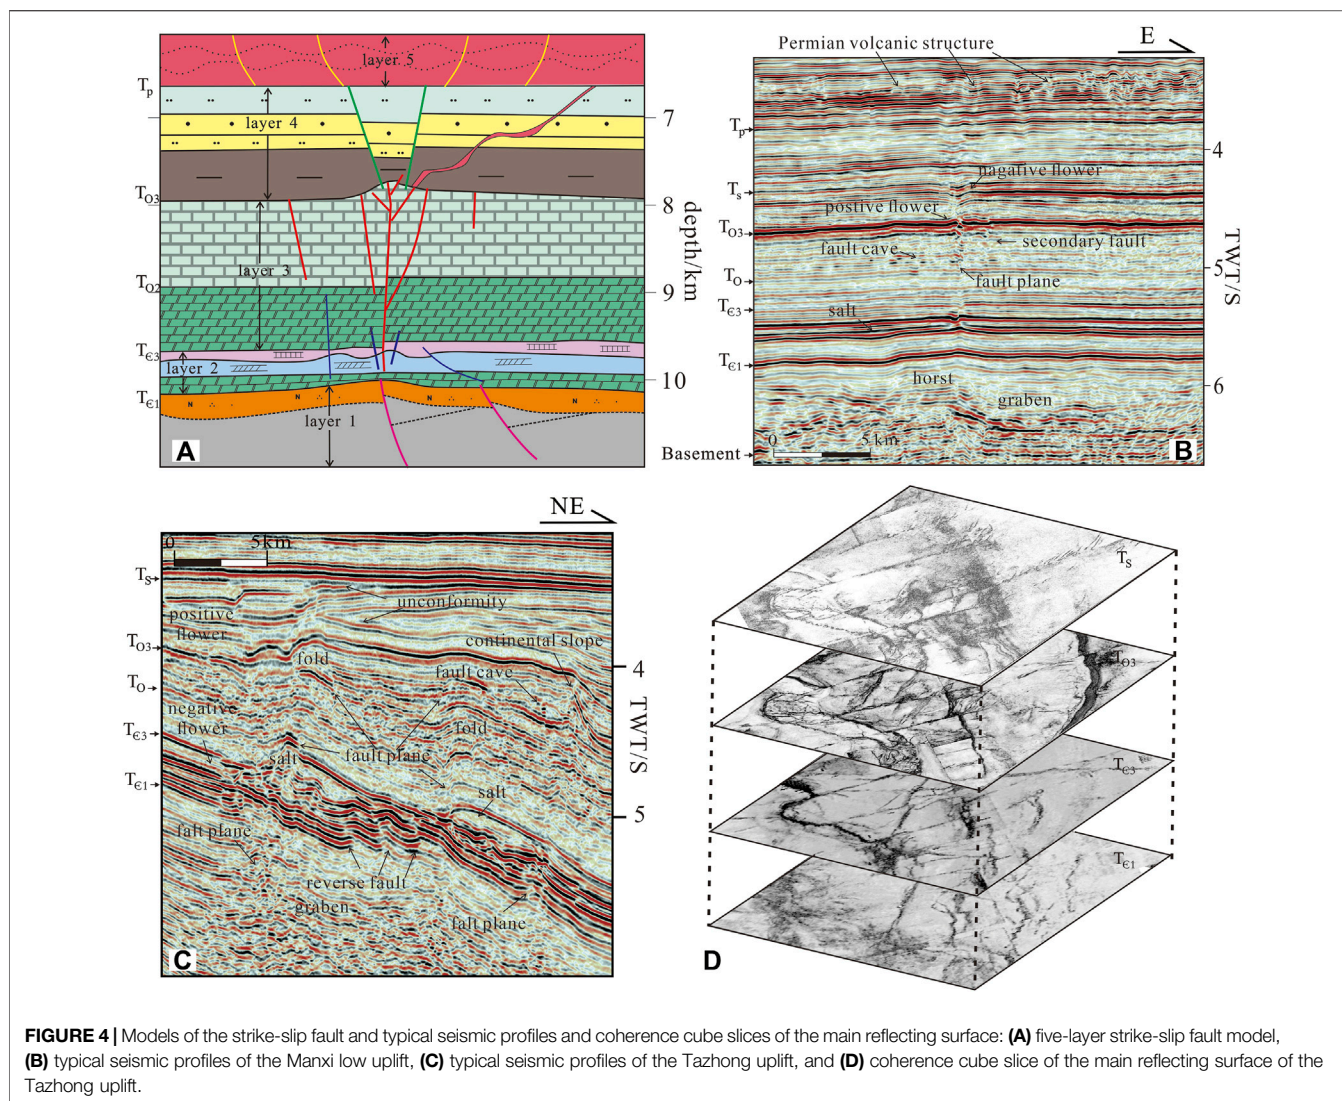 layer 5
Tp
layer 4
7
TO3
8
layer 3
depth/km
TO2
9
TЄ3
layer 2
10
TЄ1
N
N
layer 1
A
E
Permian volcanic structure
Tp
4
nagative flower
Ts
postive flower
TO3
secondary fault
fault cave
TWT/S
TO
5
fault plane
TЄ3
salt
TЄ1
horst
6
graben
0
5 km
Basement
B
NE
0
5km
TS
unconformity
positive
flower
continental slope
TO3
fold
4
fault cave
TO
negative
flower
fold
TЄ3
fault plane
salt
TWT/S
TЄ1
salt
5
falt plane
reverse fault
graben
falt plane
C
TS
TO3
TЄ3
TЄ1
D
FIGURE 4 | Models of the strike-slip fault and typical seismic profiles and coherence cube slices of the main reflecting surface: (A) five-layer strike-slip fault model,
(B) typical seismic profiles of the Manxi low uplift, (C) typical seismic profiles of the Tazhong uplift, and (D) coherence cube slice of the main reflecting surface of the
Tazhong uplift.